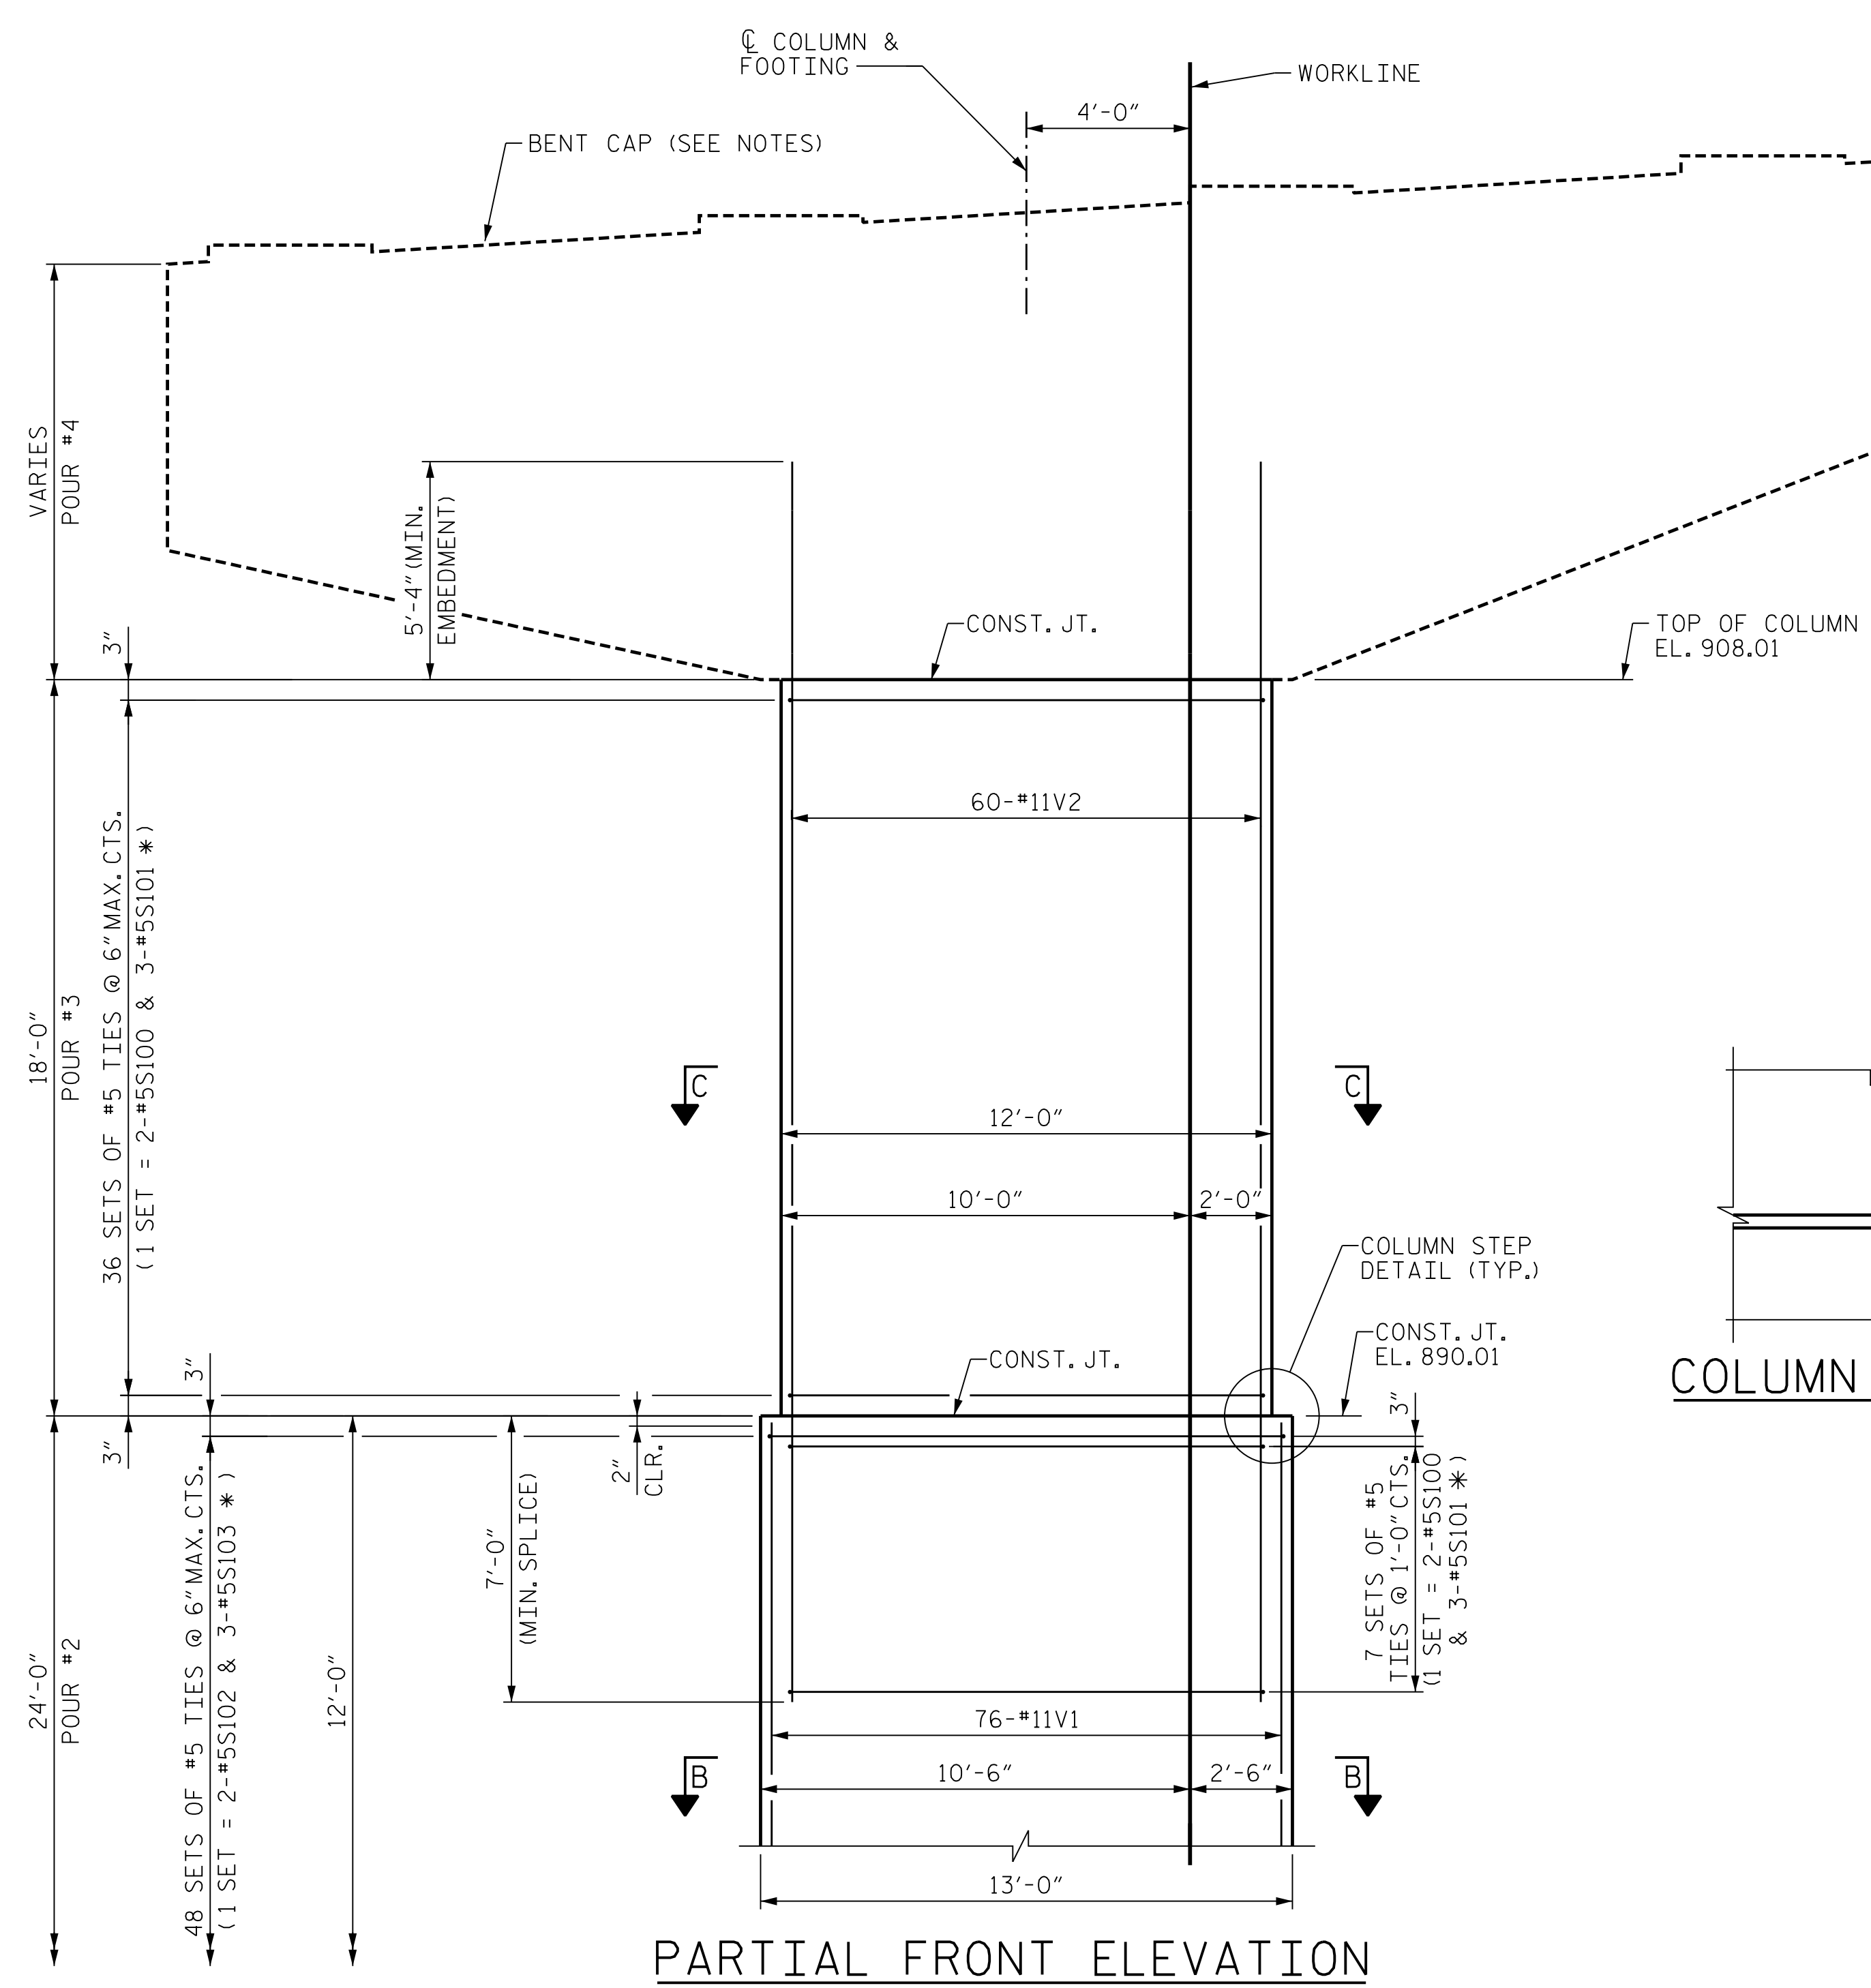 ℄ COLUMN &
FOOTING
WORKLINE
4'-0"
BENT CAP (SEE NOTES)
VARIES
POUR #4
5'-4"(MIN.
EMBEDMENT)
3"
CONST. JT.
TOP OF COLUMN
EL. 908.01
60-#11V2
18'-0"
POUR #3
36 SETS OF #5 TIES @ 6"MAX. CTS.
(1 SET = 2-#5S100 & 3-#5S101 *)
C
C
12'-0"
10'-0"
2'-0"
COLUMN STEP
DETAIL (TYP.)
CONST. JT.
EL. 890.01
CONST. JT.
COLUMN
3"
3"
3"
2"
CLR.
7'-0"
(MIN. SPLICE)
7 SETS OF #5
TIES @ 1'-0"CTS.
(1 SET = 2-#5S100
& 3-#5S101 *)
24'-0"
POUR #2
48 SETS OF #5 TIES @ 6"MAX. CTS.
(1 SET = 2-#5S102 & 3-#5S103 *)
12'-0"
76-#11V1
B
B
10'-6"
2'-6"
13'-0"
PARTIAL FRONT ELEVATION